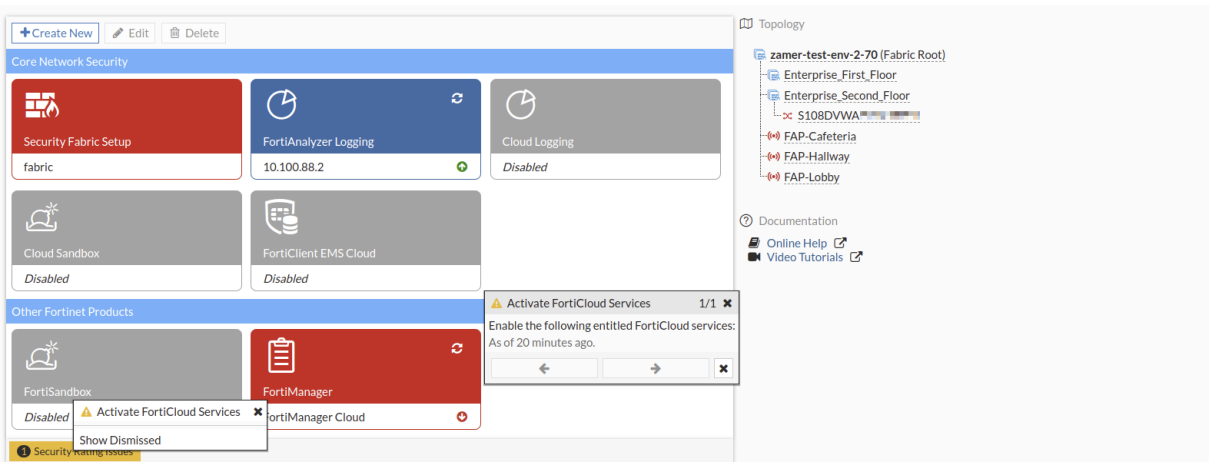 Create New Edit Delete
Core Network Security
Security Fabric Setup
fabric
FortiAnalyzer Logging
10.100.88.2
Cloud Logging
Disabled
Cloud Sandbox
Disabled
FortiClient EMS Cloud
Disabled
Other Fortinet Products
FortiSandbox
Disabled
FortiManager
FortiManager Cloud
Activate FortiCloud Services
Show Dismissed
1 Security Rating Issues
Activate FortiCloud Services 1/1
Enable the following entitled FortiCloud services:
As of 20 minutes ago.
Topology
zamer-test-env-2-70 (Fabric Root)
Enterprise_First_Floor
Enterprise_Second_Floor
S108DVWA
FAP-Cafeteria
FAP-Hallway
FAP-Lobby
Documentation
Online Help
Video Tutorials